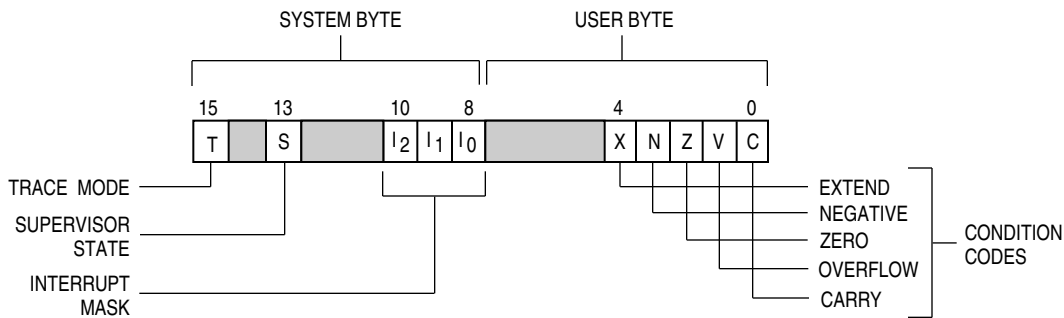 SYSTEM BYTE USER BYTE
15 13 10 8 4 0
T S I2 I1 I0 X N Z V C
TRACE MODE
SUPERVISOR
STATE
INTERRUPT
MASK
EXTEND
NEGATIVE
ZERO
OVERFLOW
CARRY
CONDITION
CODES